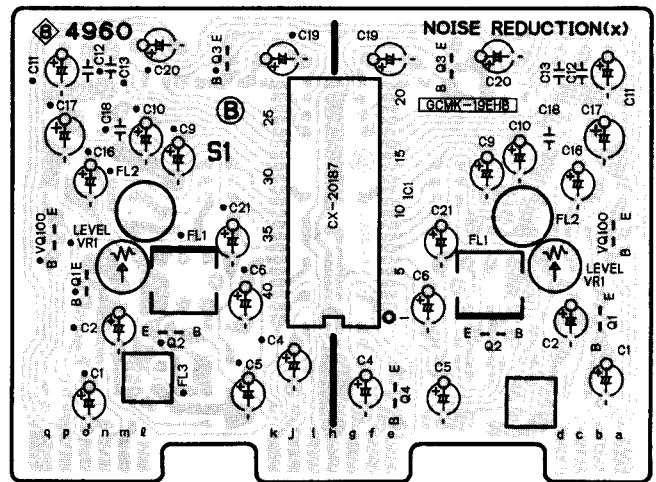 B 4960
NOISE REDUCTION(x)
C19
C19
C12
Q3 E
B
Q3 E
B
C11
C13
C20
C20
C13
C12
C11
20
GCMK-19EHB
C17
C10
C18
B
25
C18
C17
C9
S1
C10
C9
15
C16
C16
FL2
30
CX-20187
IC1
10
FL2
C21
C21
VQ100
E
B
VQ100
E
B
LEVEL
VR1
FL1
35
FL1
LEVEL
VR1
Q1 E
B
C6
40
5
C6
1
C2
E B
Q2
E B
Q2
C2
Q1
E
B
C4
C4
C1
FL3
C5
E
Q4
B
C5
C1
q p o n m l k j i h g f e d c b a